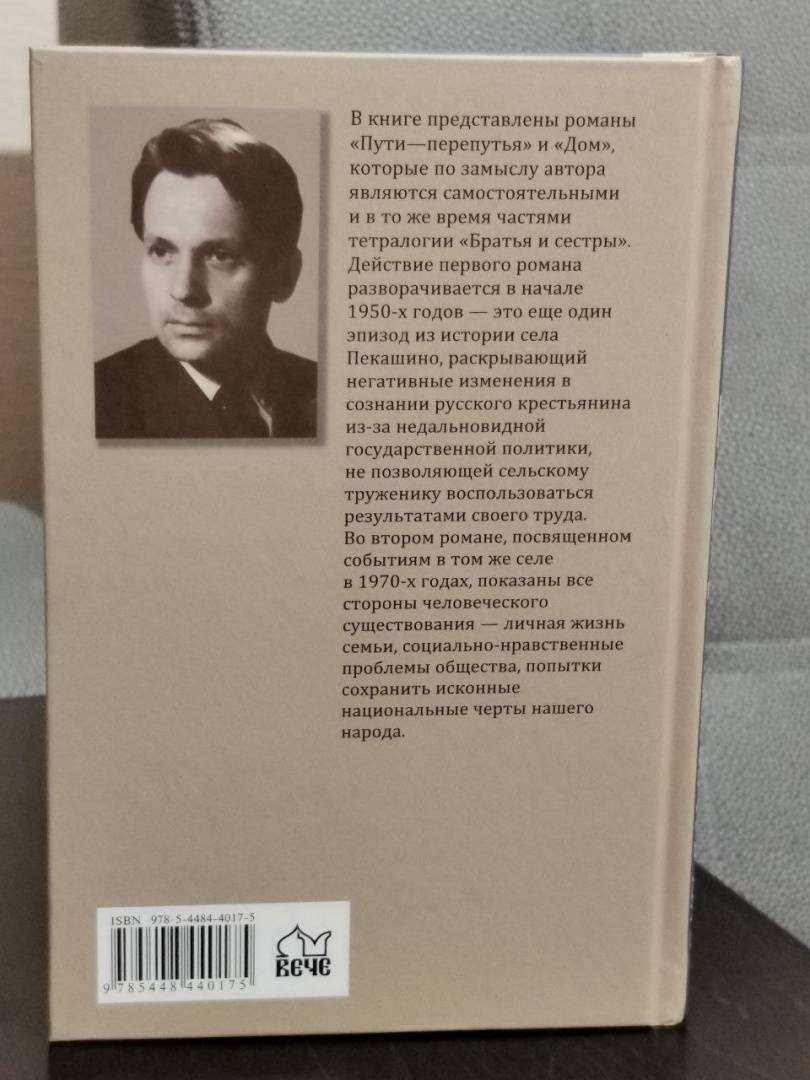 В книге представлены романы
«Пути—перепутья» и «Дом»,
которые по замыслу автора
являются самостоятельными
и в то же время частями
тетралогии «Братья и сестры».
Действие первого романа
разворачивается в начале
1950-х годов — это еще один
эпизод из истории села
Пекашино, раскрывающий
негативные изменения в
сознании русского крестьянина
из-за недальновидной
государственной политики,
не позволяющей сельскому
труженику воспользоваться
результатами своего труда.
Во втором романе, посвященном
событиям в том же селе
в 1970-х годах, показаны все
стороны человеческого
существования — личная жизнь
семьи, социально-нравственные
проблемы общества, попытки
сохранить исконные
национальные черты нашего
народа.
ISBN 978-5-4484-4017-5
9 785448 440175
ВЕЧЕ